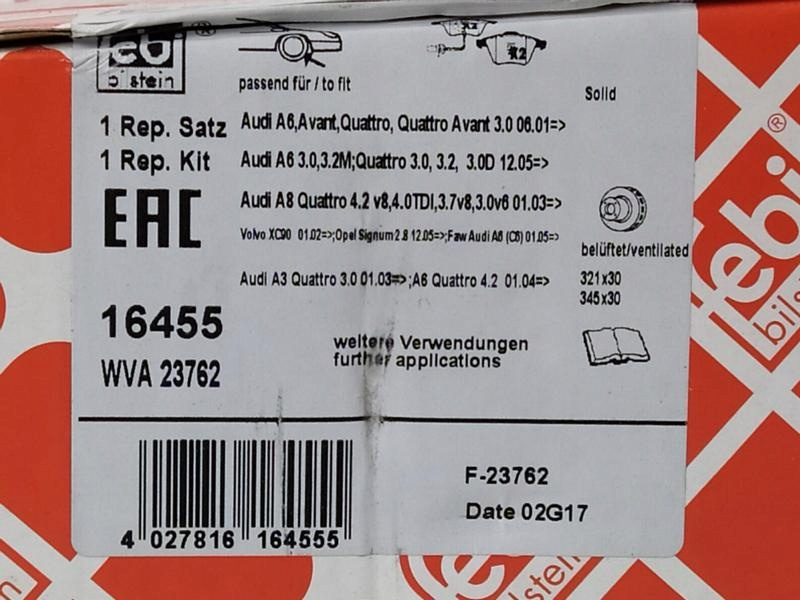 febi
bilstein
®
x2
passend für / to fit
Solid
1 Rep. Satz
1 Rep. Kit
Audi A6,Avant,Quattro, Quattro Avant 3.0 06.01=>
Audi A6 3.0,3.2M;Quattro 3.0, 3.2, 3.0D 12.05=>
EAC
Audi A8 Quattro 4.2 v8,4.0TDI,3.7v8,3.0v6 01.03=>
Volvo XC90 01.02=>;Opel Signum 2.8 12.05=>;Faw Audi A6 (C6) 01.05=>
belüftet/ventilated
Audi A3 Quattro 3.0 01.03=>;A6 Quattro 4.2 01.04=>
321x30
345x30
16455
WVA 23762
weitere Verwendungen
further applications
F-23762
Date 02G17
4 027816 164555
febi
®
bilstein